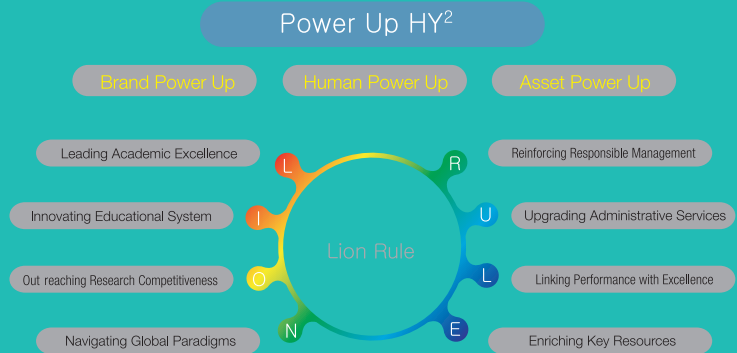 Power Up HY²
Brand Power Up
Human Power Up
Asset Power Up
Leading Academic Excellence
L
R
Reinforcing Responsible Management
Innovating Educational System
I
U
Upgrading Administrative Services
Lion Rule
Out reaching Research Competitiveness
O
L
Linking Performance with Excellence
Navigating Global Paradigms
N
E
Enriching Key Resources